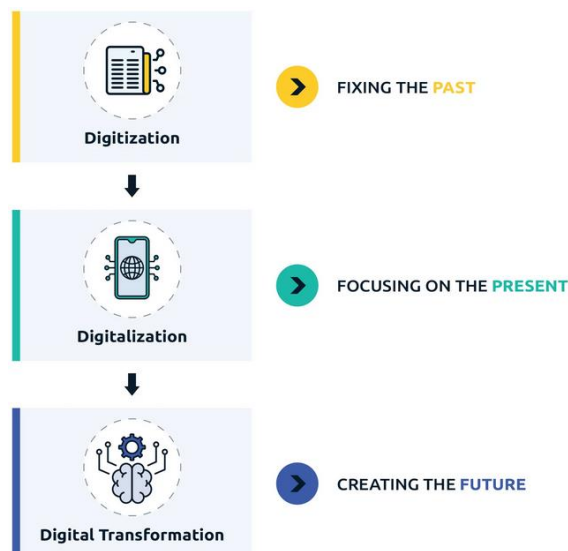 Digitization
FIXING THE PAST
Digitalization
FOCUSING ON THE PRESENT
Digital Transformation
CREATING THE FUTURE